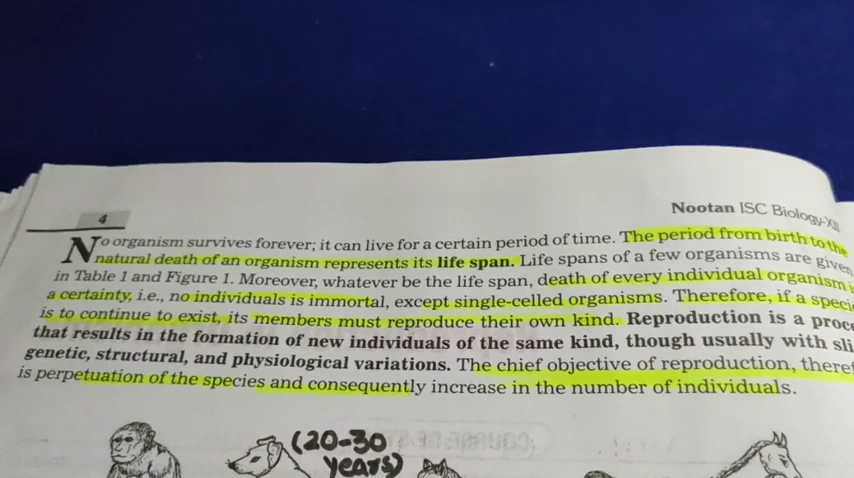 4
Nootan ISC Biology-XII
No organism survives forever; it can live for a certain period of time. The period from birth to the
natural death of an organism represents its life span. Life spans of a few organisms are given
in Table 1 and Figure 1. Moreover, whatever be the life span, death of every individual organism
a certainty, i.e., no individuals is immortal, except single-celled organisms. Therefore, if a
is to continue to exist, its members must reproduce their own kind. Reproduction is a
that results in the formation of new individuals of the same kind, though usually with
genetic, structural, and physiological variations. The chief objective of reproduction,
is perpetuation of the species and consequently increase in the number of individuals.
(20-30
years)